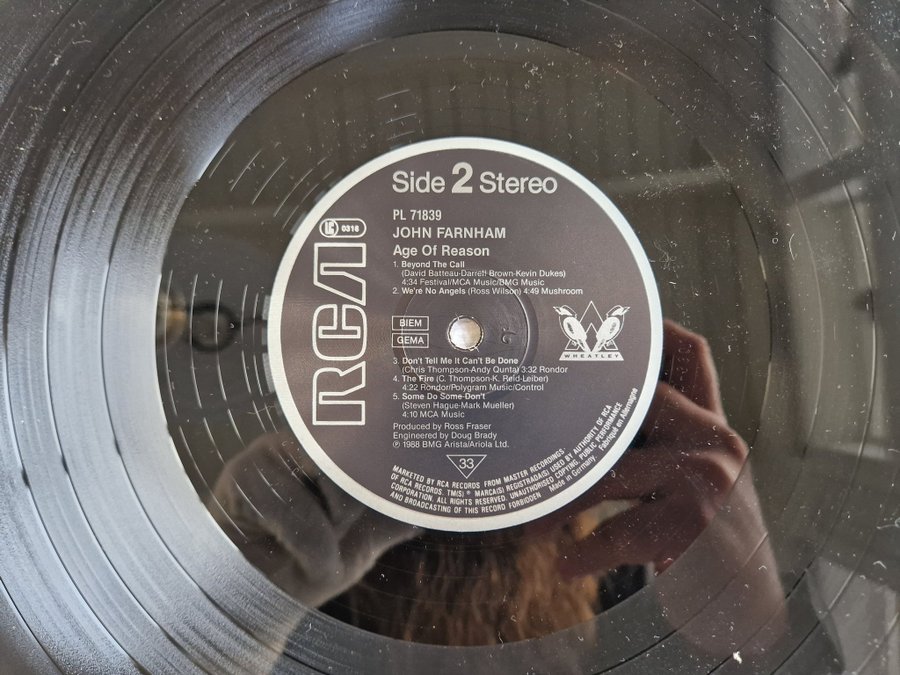 Side 2 Stereo
PL 71839
LC 0316
JOHN FARNHAM
Age Of Reason
1. Beyond The Call
(David Batteau-Darrell Brown-Kevin Dukes)
4:34 Festival/MCA Music/BMG Music
2. We're No Angels (Ross Wilson) 4:49 Mushroom
RCA
BIEM
GEMA
WHEATLEY
3. Don't Tell Me It Can't Be Done
(Chris Thompson-Andy Qunta) 3:32 Rondor
4. The Fire (C. Thompson-K. Reid-Leiber)
4:22 Rondor/Polygram Music/Control
5. Some Do Some Don't
(Steven Hague-Mark Mueller)
4:10 MCA Music
Produced by Ross Fraser
Engineered by Doug Brady
℗ 1988 BMG Arista/Ariola Ltd.
33
MARKETED BY RCA RECORDS FROM MASTER RECORDINGS
OF RCA RECORDS. TM(S) ® MARCA(S) REGISTRADA(S) USED BY AUTHORITY OF RCA
CORPORATION. ALL RIGHTS RESERVED. UNAUTHORISED COPYING, PUBLIC PERFORMANCE
AND BROADCASTING OF THIS RECORD FORBIDDEN Made in Germany. Fabriqué en Allemagne